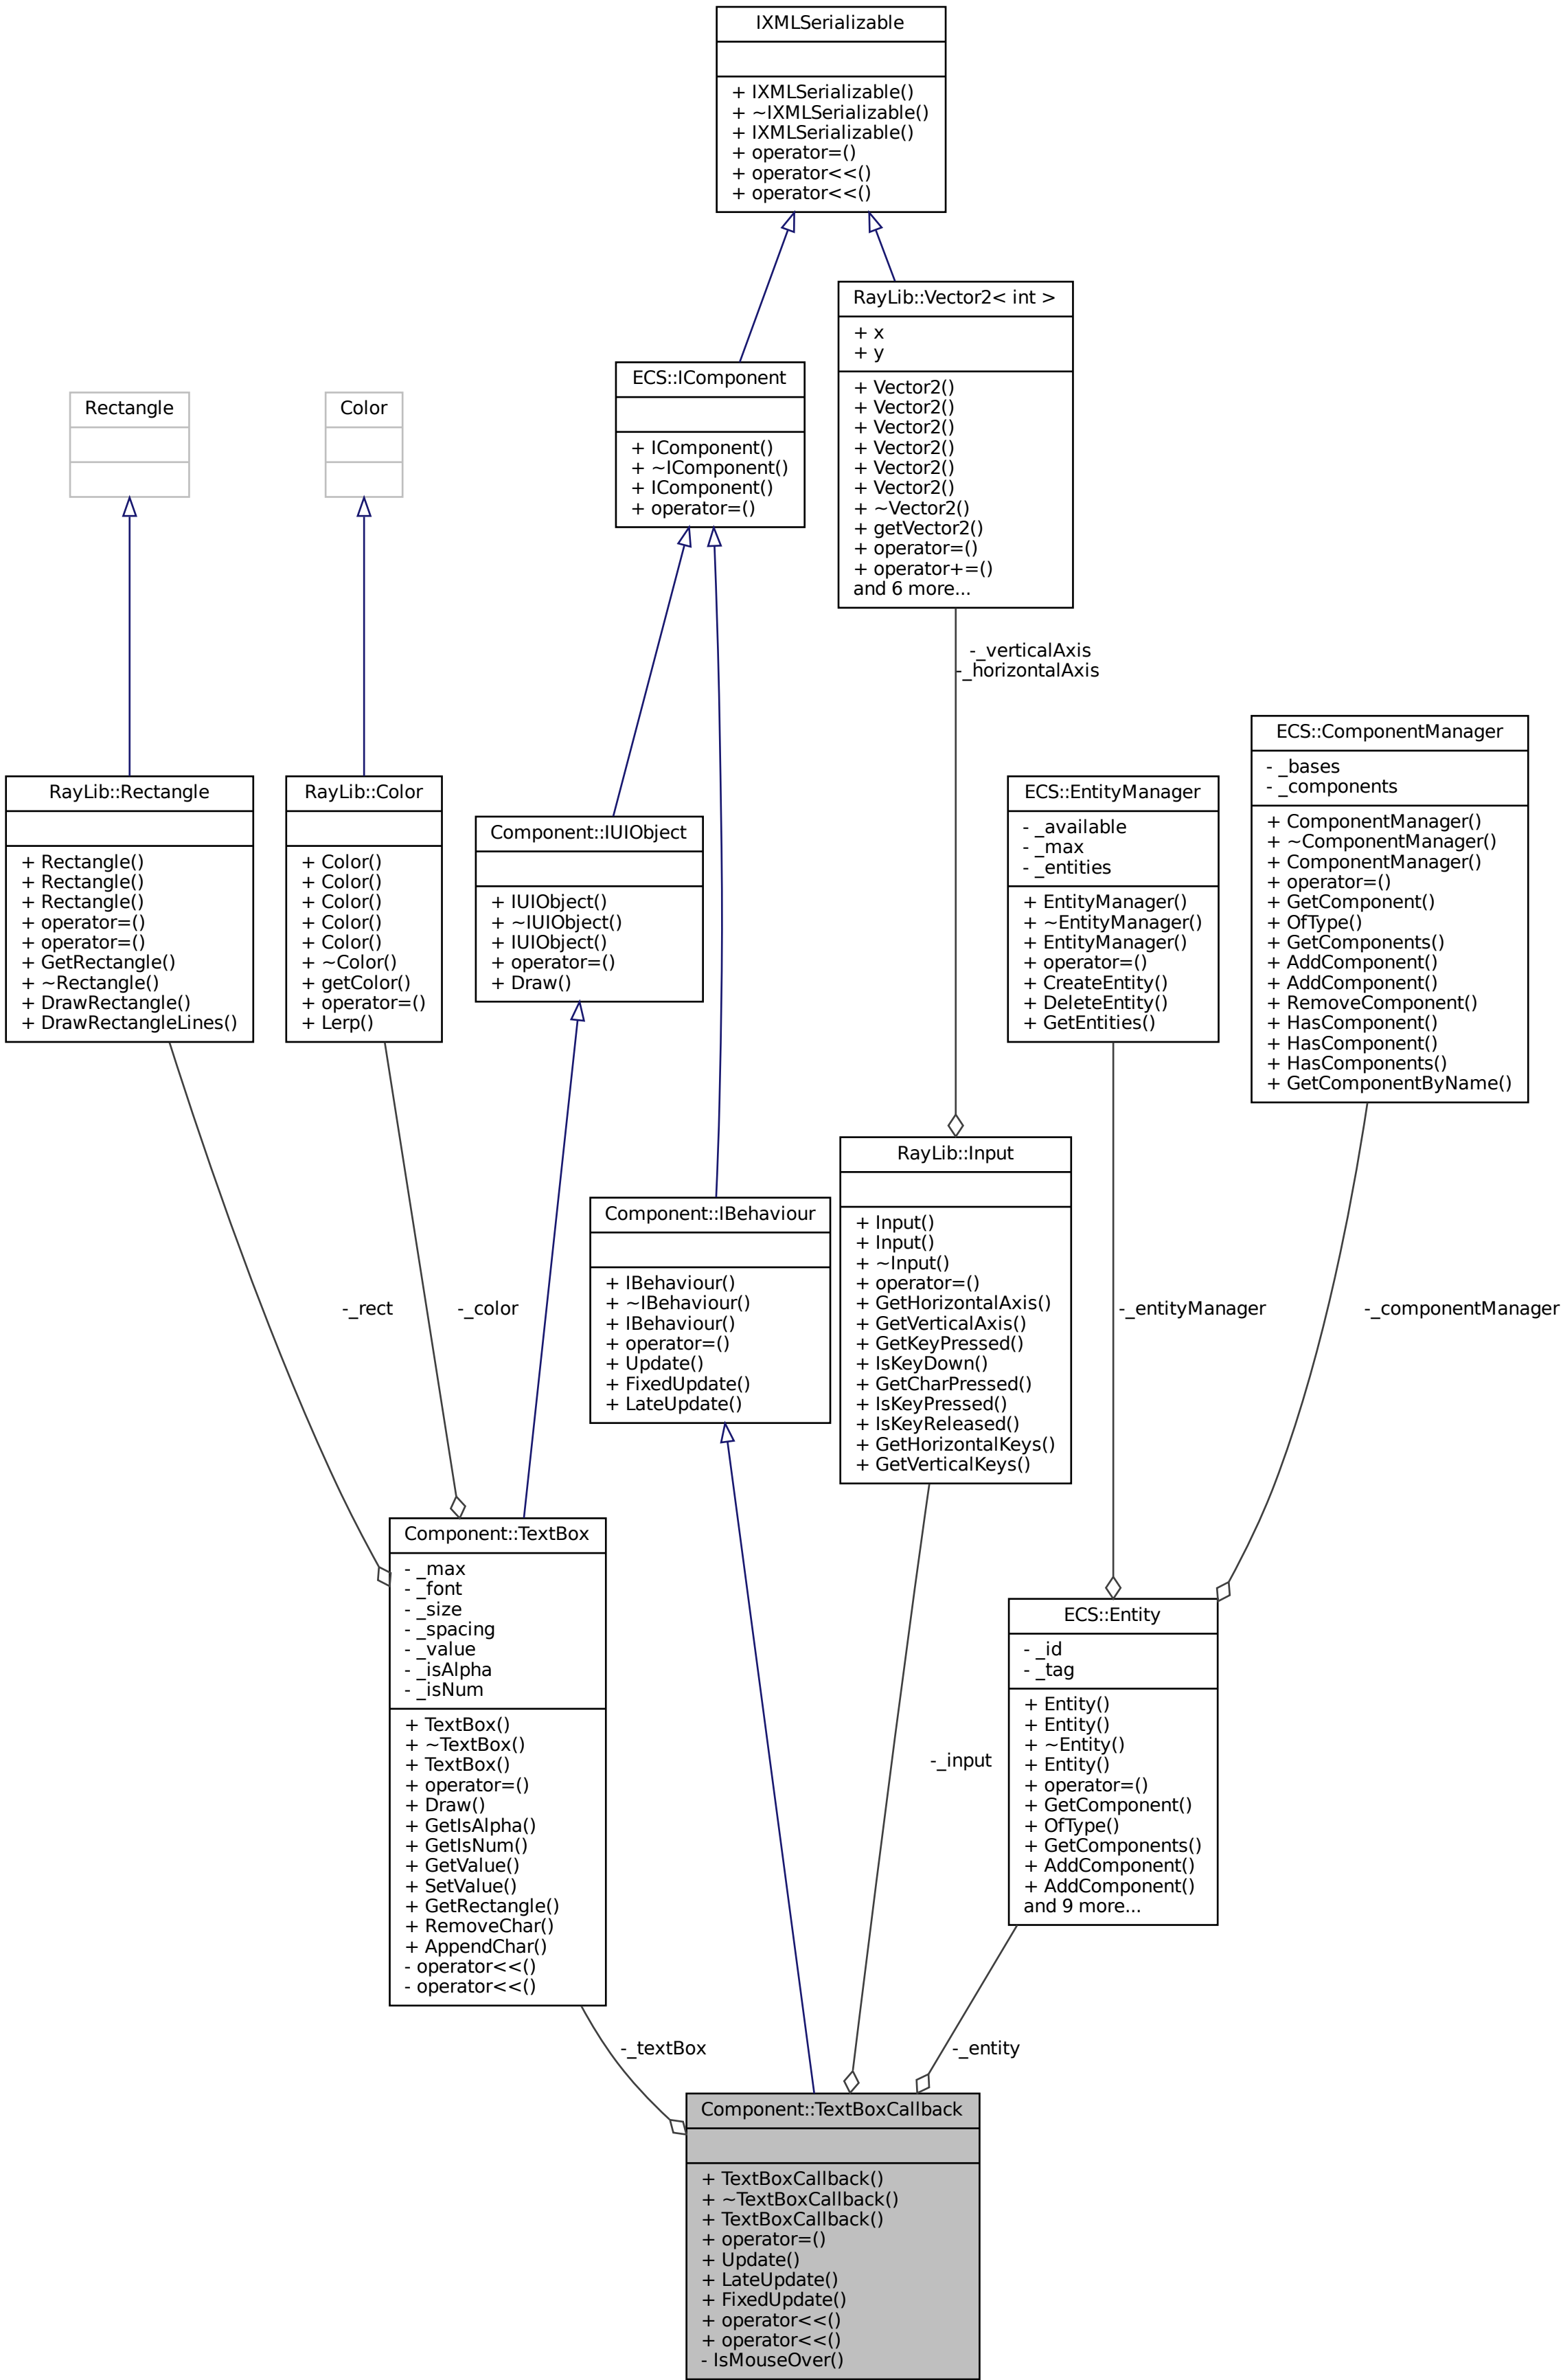 IXMLSerializable
+ IXMLSerializable()
+ ~IXMLSerializable()
+ IXMLSerializable()
+ operator=()
+ operator<<()
+ operator<<()
RayLib::Vector2< int >
+ x
+ y
+ Vector2()
+ Vector2()
+ Vector2()
+ Vector2()
+ Vector2()
+ Vector2()
+ ~Vector2()
+ getVector2()
+ operator=()
+ operator+=()
and 6 more...
ECS::IComponent
+ IComponent()
+ ~IComponent()
+ IComponent()
+ operator=()
Rectangle
Color
-_verticalAxis
-_horizontalAxis
RayLib::Rectangle
+ Rectangle()
+ Rectangle()
+ Rectangle()
+ operator=()
+ operator=()
+ GetRectangle()
+ ~Rectangle()
+ DrawRectangle()
+ DrawRectangleLines()
RayLib::Color
+ Color()
+ Color()
+ Color()
+ Color()
+ Color()
+ ~Color()
+ getColor()
+ operator=()
+ Lerp()
Component::IUIObject
+ IUIObject()
+ ~IUIObject()
+ IUIObject()
+ operator=()
+ Draw()
ECS::EntityManager
- _available
- _max
- _entities
+ EntityManager()
+ ~EntityManager()
+ EntityManager()
+ operator=()
+ CreateEntity()
+ DeleteEntity()
+ GetEntities()
ECS::ComponentManager
- _bases
- _components
+ ComponentManager()
+ ~ComponentManager()
+ ComponentManager()
+ operator=()
+ GetComponent()
+ OfType()
+ GetComponents()
+ AddComponent()
+ AddComponent()
+ RemoveComponent()
+ HasComponent()
+ HasComponent()
+ HasComponents()
+ GetComponentByName()
Component::IBehaviour
+ IBehaviour()
+ ~IBehaviour()
+ IBehaviour()
+ operator=()
+ Update()
+ FixedUpdate()
+ LateUpdate()
RayLib::Input
+ Input()
+ Input()
+ ~Input()
+ operator=()
+ GetHorizontalAxis()
+ GetVerticalAxis()
+ GetKeyPressed()
+ IsKeyDown()
+ GetCharPressed()
+ IsKeyPressed()
+ IsKeyReleased()
+ GetHorizontalKeys()
+ GetVerticalKeys()
-_rect
-_color
-_entityManager
-_componentManager
Component::TextBox
- _max
- _font
- _size
- _spacing
- _value
- _isAlpha
- _isNum
+ TextBox()
+ ~TextBox()
+ TextBox()
+ operator=()
+ Draw()
+ GetIsAlpha()
+ GetIsNum()
+ GetValue()
+ SetValue()
+ GetRectangle()
+ RemoveChar()
+ AppendChar()
- operator<<()
- operator<<()
-_input
ECS::Entity
- _id
- _tag
+ Entity()
+ Entity()
+ ~Entity()
+ Entity()
+ operator=()
+ GetComponent()
+ OfType()
+ GetComponents()
+ AddComponent()
+ AddComponent()
and 9 more...
-_textBox
-_entity
Component::TextBoxCallback
+ TextBoxCallback()
+ ~TextBoxCallback()
+ TextBoxCallback()
+ operator=()
+ Update()
+ LateUpdate()
+ FixedUpdate()
+ operator<<()
+ operator<<()
- IsMouseOver()